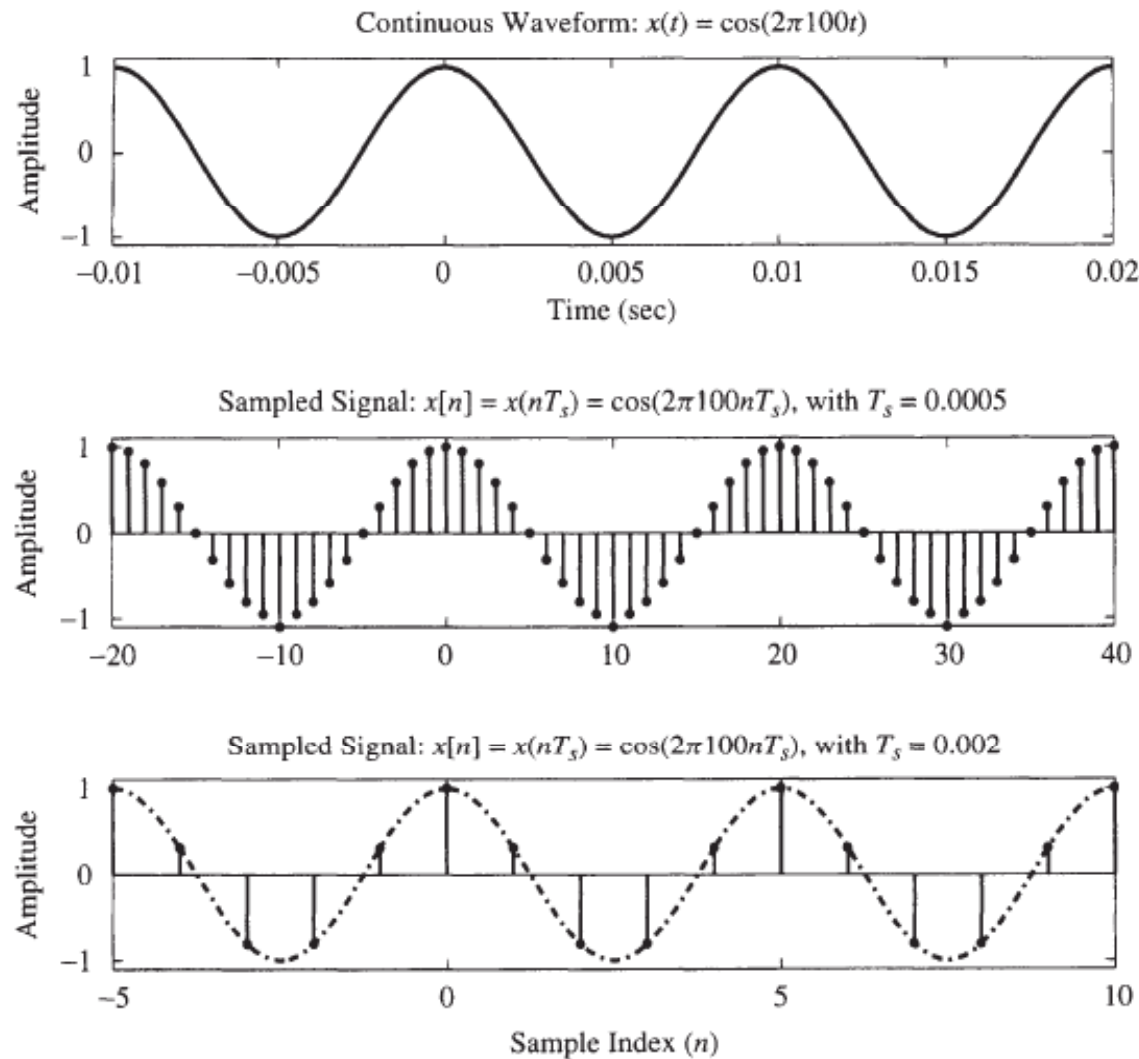 Continuous Waveform: x(t) = cos(2π100t)
Amplitude
1
0
−1
−0.01 −0.005 0 0.005 0.01 0.015 0.02
Time (sec)
Sampled Signal: x[n] = x(nTₛ) = cos(2π100nTₛ), with Tₛ = 0.0005
Amplitude
1
0
−1
−20 −10 0 10 20 30 40
Sampled Signal: x[n] = x(nTₛ) = cos(2π100nTₛ), with Tₛ = 0.002
Amplitude
1
0
−1
−5 0 5 10
Sample Index (n)